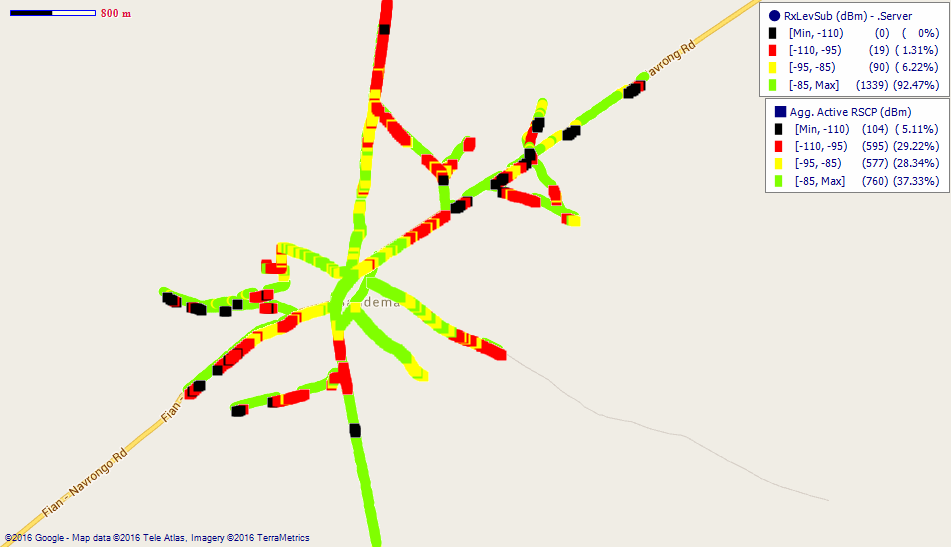 800 m
RxLevSub (dBm) - .Server
[Min, -110) (0) ( 0%)
[-110, -95) (19) ( 1.31%)
[-95, -85) (90) ( 6.22%)
[-85, Max] (1339) (92.47%)
Agg. Active RSCP (dBm)
[Min, -110) (104) ( 5.11%)
[-110, -95) (595) (29.22%)
[-95, -85) (577) (28.34%)
[-85, Max] (760) (37.33%)
avrong Rd
dema
Fian -
Fian - Navrongo Rd
©2016 Google - Map data ©2016 Tele Atlas, Imagery ©2016 TerraMetrics